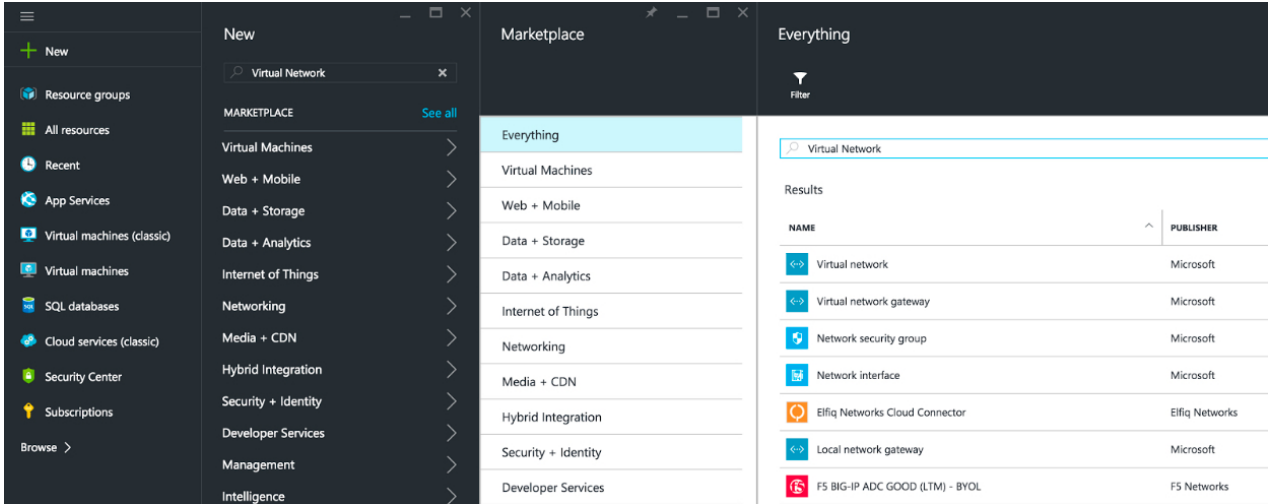 New
Resource groups
All resources
Recent
App Services
Virtual machines (classic)
Virtual machines
SQL databases
Cloud services (classic)
Security Center
Subscriptions
Browse
New
Virtual Network
MARKETPLACE See all
Virtual Machines
Web + Mobile
Data + Storage
Data + Analytics
Internet of Things
Networking
Media + CDN
Hybrid Integration
Security + Identity
Developer Services
Management
Intelligence
Marketplace
Everything
Virtual Machines
Web + Mobile
Data + Storage
Data + Analytics
Internet of Things
Networking
Media + CDN
Hybrid Integration
Security + Identity
Developer Services
Everything
Filter
Virtual Network
Results
NAME PUBLISHER
Virtual network Microsoft
Virtual network gateway Microsoft
Network security group Microsoft
Network interface Microsoft
Elfiq Networks Cloud Connector Elfiq Networks
Local network gateway Microsoft
F5 BIG-IP ADC GOOD (LTM) - BYOL F5 Networks